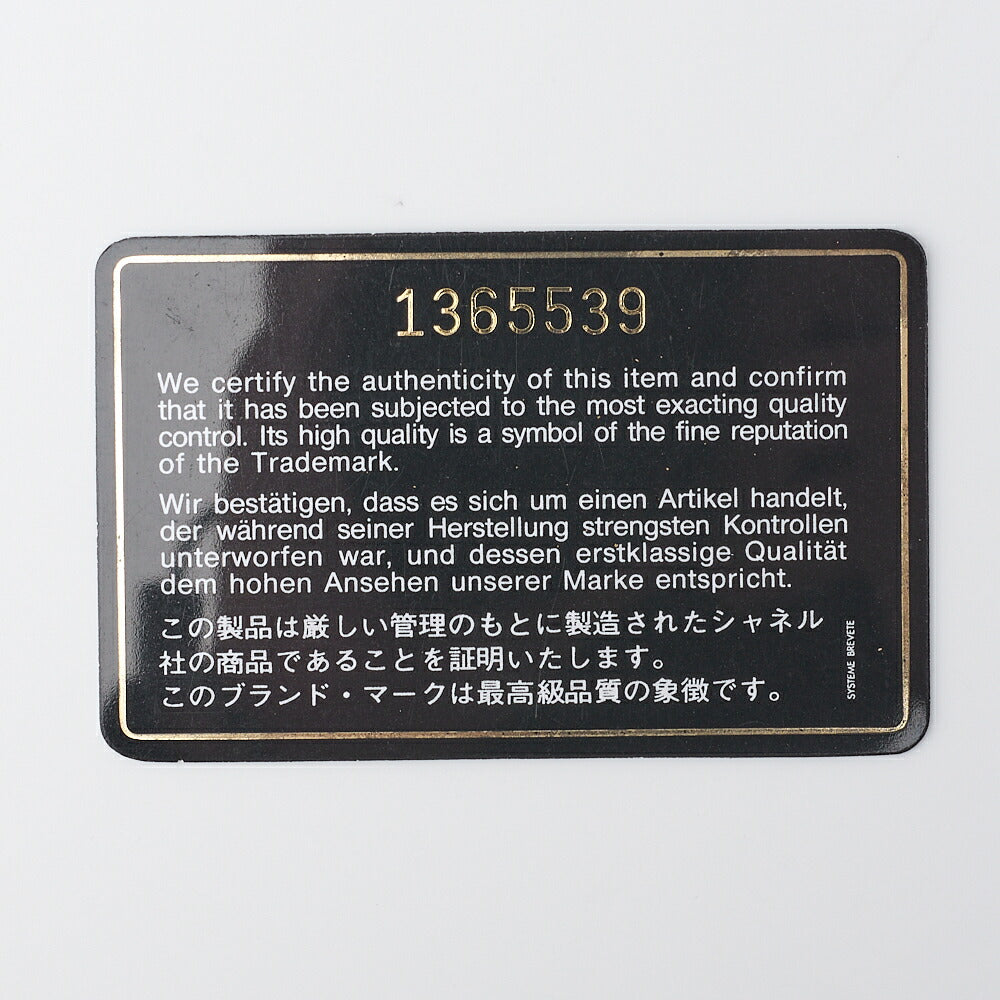 1365539
We certify the authenticity of this item and confirm
that it has been subjected to the most exacting quality
control. Its high quality is a symbol of the fine reputation
of the Trademark.
Wir bestätigen, dass es sich um einen Artikel handelt,
der während seiner Herstellung strengsten Kontrollen
unterworfen war, und dessen erstklassige Qualität
dem hohen Ansehen unserer Marke entspricht.
この製品は厳しい管理のもとに製造されたシャネル
社の商品であることを証明いたします。
このブランド・マークは最高級品質の象徴です。
SYSTEME BREVETE